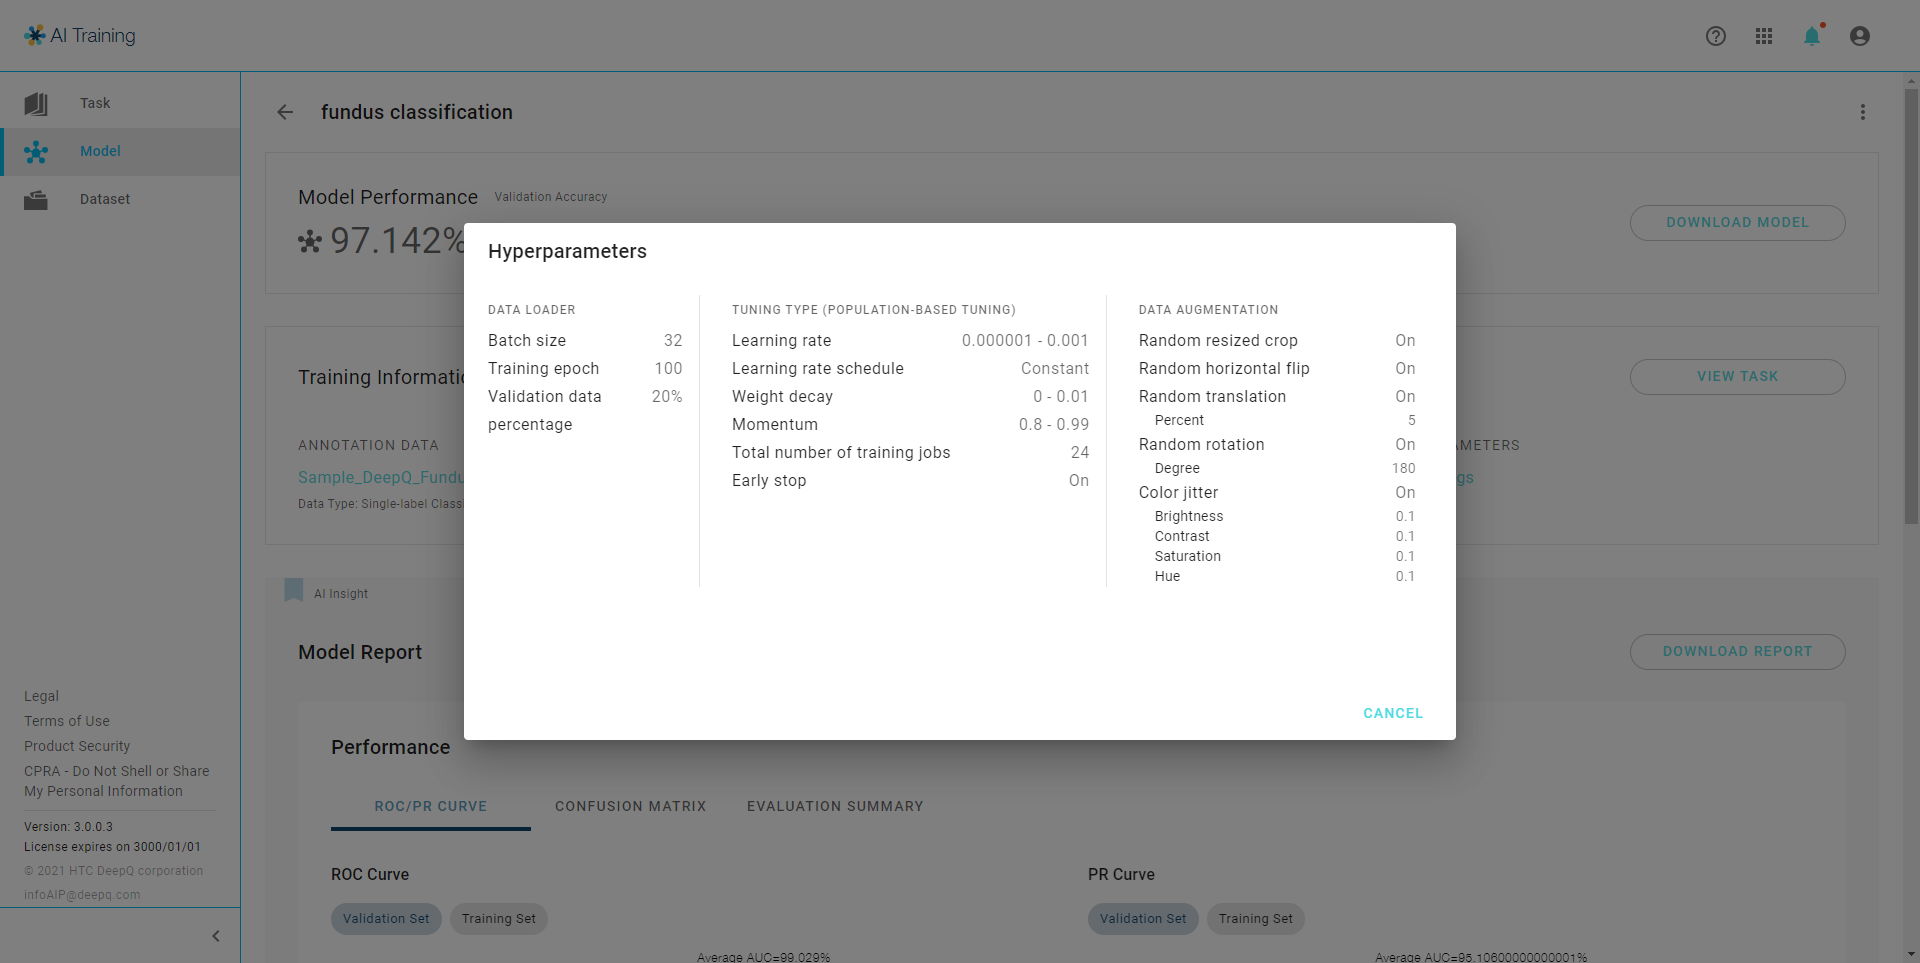 AI Training
Task
Model
Dataset
fundus classification
Model Performance
Validation Accuracy
97.142%
DOWNLOAD MODEL
Hyperparameters
DATA LOADER
Batch size 32
Training epoch 100
Validation data 20%
percentage
TUNING TYPE (POPULATION-BASED TUNING)
Learning rate 0.000001 - 0.001
Learning rate schedule Constant
Weight decay 0 - 0.01
Momentum 0.8 - 0.99
Total number of training jobs 24
Early stop On
DATA AUGMENTATION
Random resized crop On
Random horizontal flip On
Random translation On
Percent 5
Random rotation On
Degree 180
Color jitter On
Brightness 0.1
Contrast 0.1
Saturation 0.1
Hue 0.1
CANCEL
Training
VIEW TASK
ANNOTATION DATA
Data Type: Single-label
AI Insight
Model Report
DOWNLOAD REPORT
Performance
ROC/PR CURVE
CONFUSION MATRIX
EVALUATION SUMMARY
ROC Curve
Validation Set
Training Set
Average AUC=99.029%
PR Curve
Validation Set
Training Set
Average AUC=95.10600000000001%
Legal
Terms of Use
Product Security
CPRA - Do Not Shell or Share
My Personal Information
Version: 3.0.0.3
License expires on 3000/01/01
© 2021 HTC DeepQ corporation
infoAIP@deepq.com